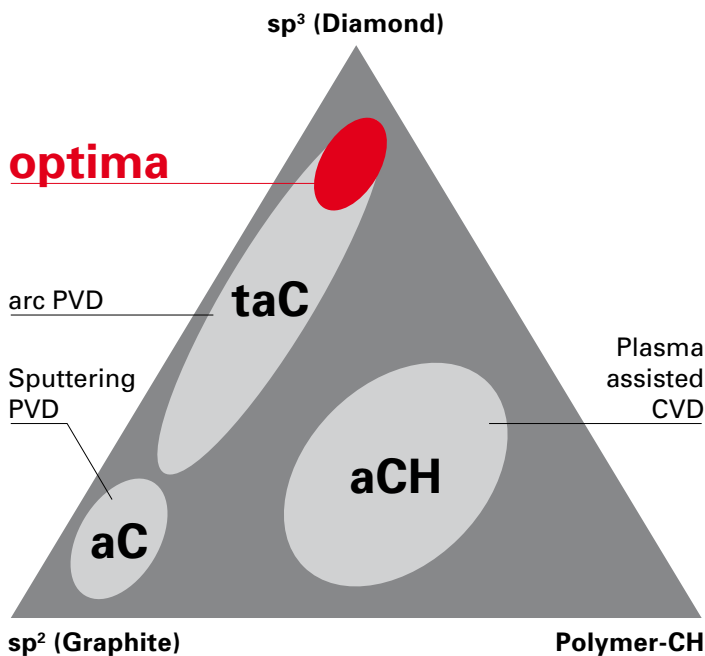 sp³ (Diamond)
optima
arc PVD
taC
Sputtering
PVD
Plasma
assisted
CVD
aCH
aC
sp² (Graphite)
Polymer-CH